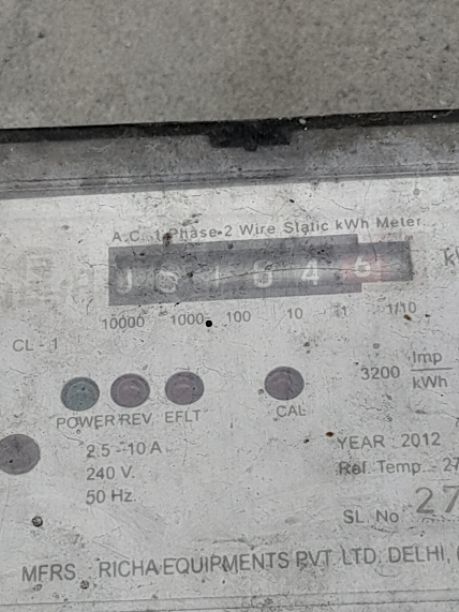 A.C. 1 Phase 2 Wire Static kWh Meter
10000 1000 100 10 1 1/10
CL - 1
3200 Imp
kWh
POWER REV EFLT CAL
2.5 - 10 A
YEAR 2012
240 V.
Ref. Temp. 27
50 Hz.
SL. No 27
MFRS RICHA EQUIPMENTS PVT. LTD. DELHI,